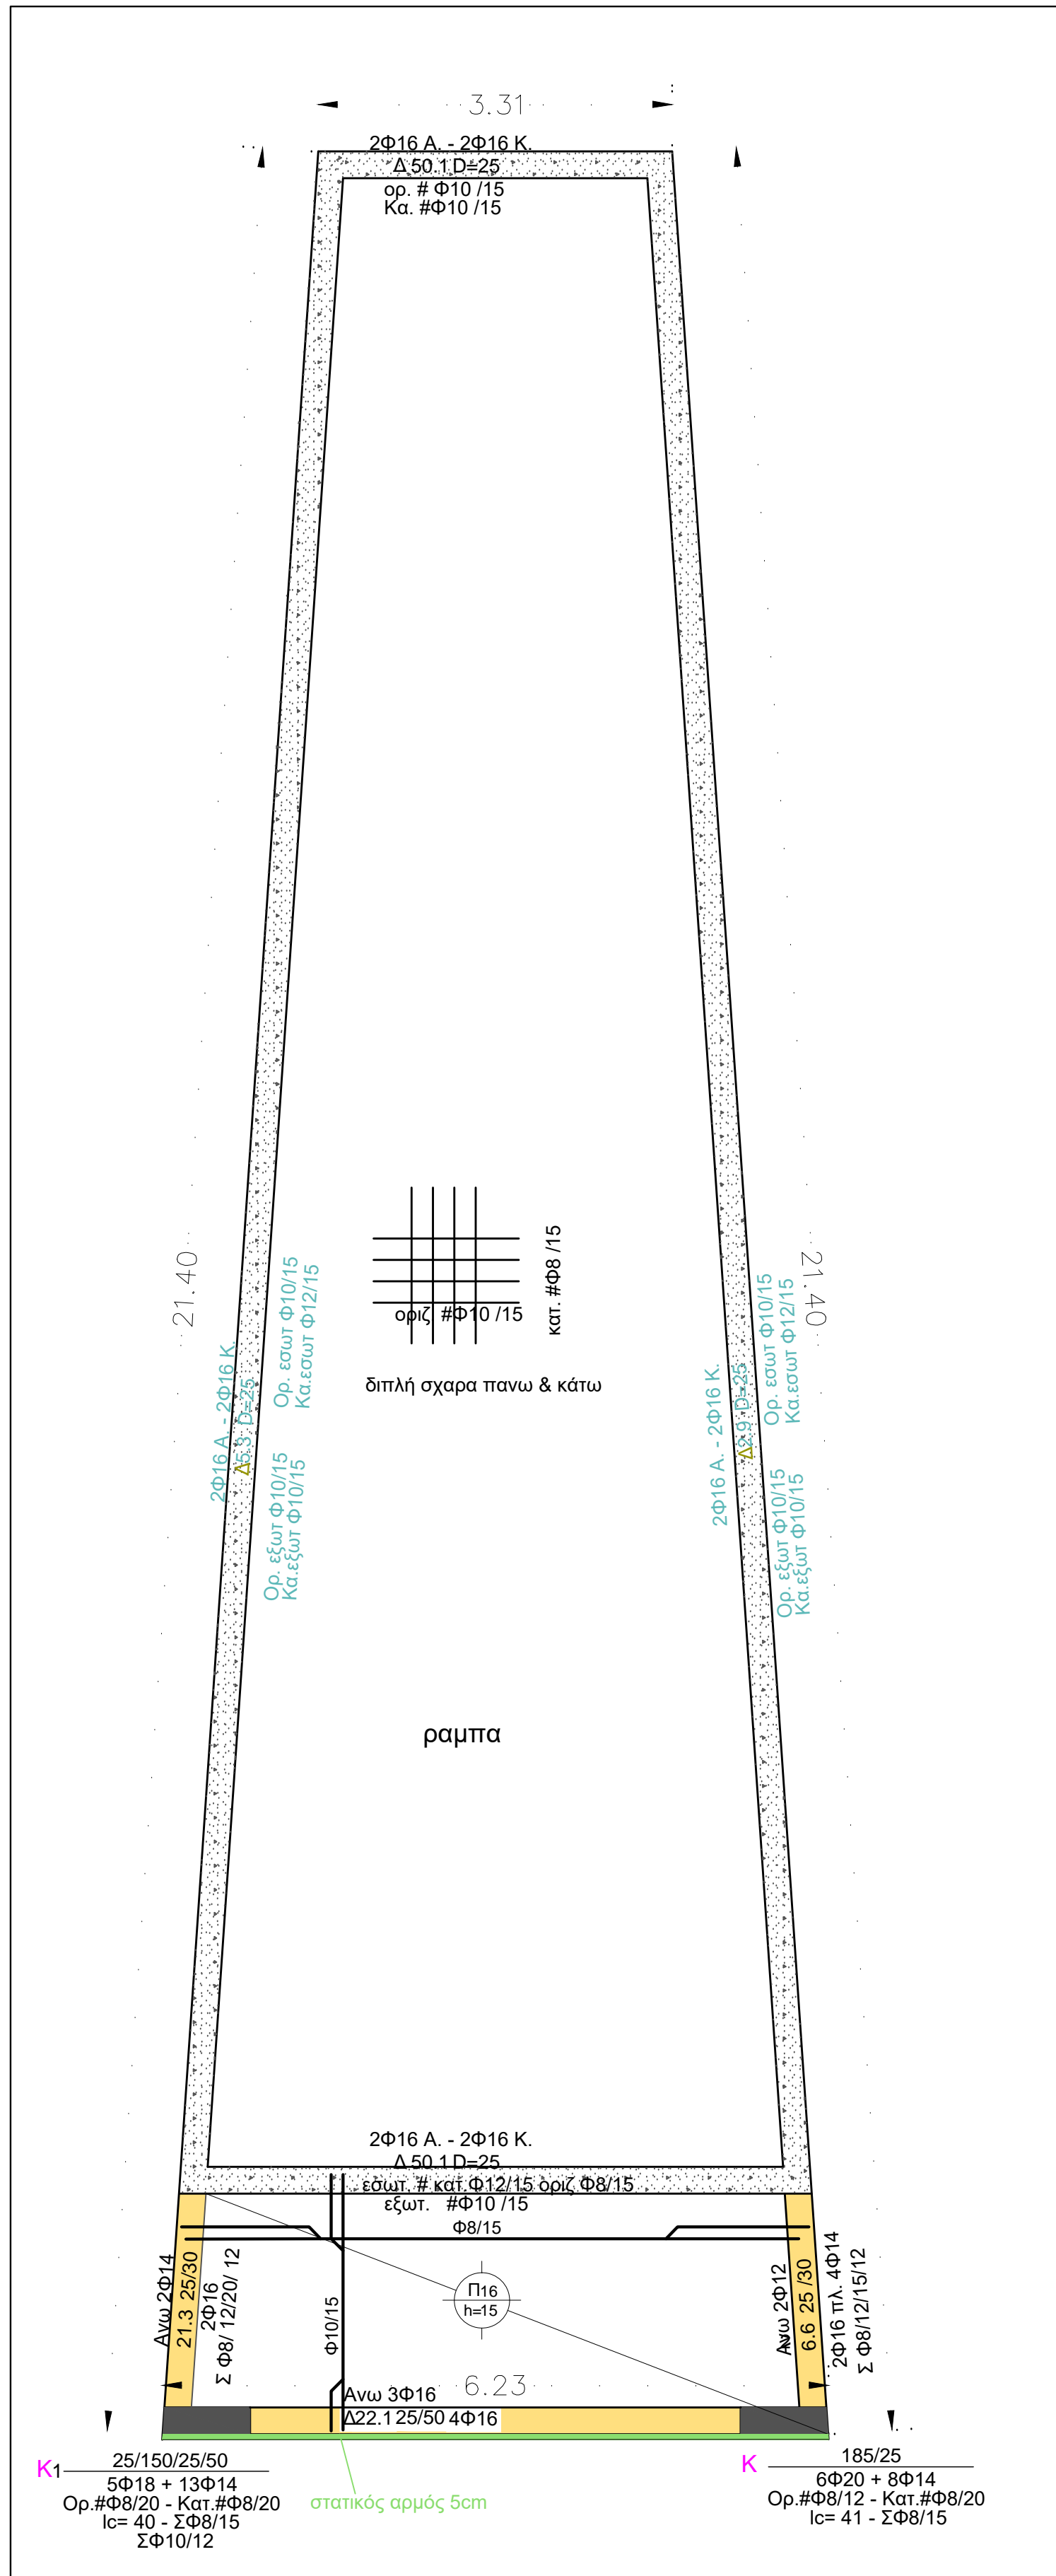 3.31
2Φ16 Α. - 2Φ16 Κ.
Δ 50.1 D=25
ορ. # Φ10 /15
Κα. #Φ10 /15
21.40
2Φ16 Α. - 2Φ16 Κ.
Δ5.3 D=25
Ορ. εσωτ Φ10/15
Κα.εσωτ Φ12/15
Ορ. εξωτ Φ10/15
Κα.εξωτ Φ10/15
οριζ. #Φ10 /15
κατ. #Φ8 /15
διπλή σχαρα πανω & κάτω
21.40
2Φ16 Α. - 2Φ16 Κ.
Δ2.9 D=25
Ορ. εσωτ Φ10/15
Κα.εσωτ Φ12/15
Ορ. εξωτ Φ10/15
Κα.εξωτ Φ10/15
ραμπα
2Φ16 Α. - 2Φ16 Κ.
Δ 50.1 D=25
εσωτ. # κατ.Φ12/15 οριζ Φ8/15
εξωτ. #Φ10 /15
Φ8/15
Ανω 2Φ14
21.3 25/30
2Φ16
Σ Φ8/ 12/20/ 12
Φ10/15
Π16
h=15
Ανω 2Φ12
6.6 25 /30
2Φ16 πλ. 4Φ14
Σ Φ8/12/15/12
6.23
Ανω 3Φ16
Δ22.1 25/50 4Φ16
Κ1
25/150/25/50
5Φ18 + 13Φ14
Ορ.#Φ8/20 - Κατ.#Φ8/20
lc= 40 - ΣΦ8/15
ΣΦ10/12
στατικός αρμός 5cm
Κ
185/25
6Φ20 + 8Φ14
Ορ.#Φ8/12 - Κατ.#Φ8/20
lc= 41 - ΣΦ8/15